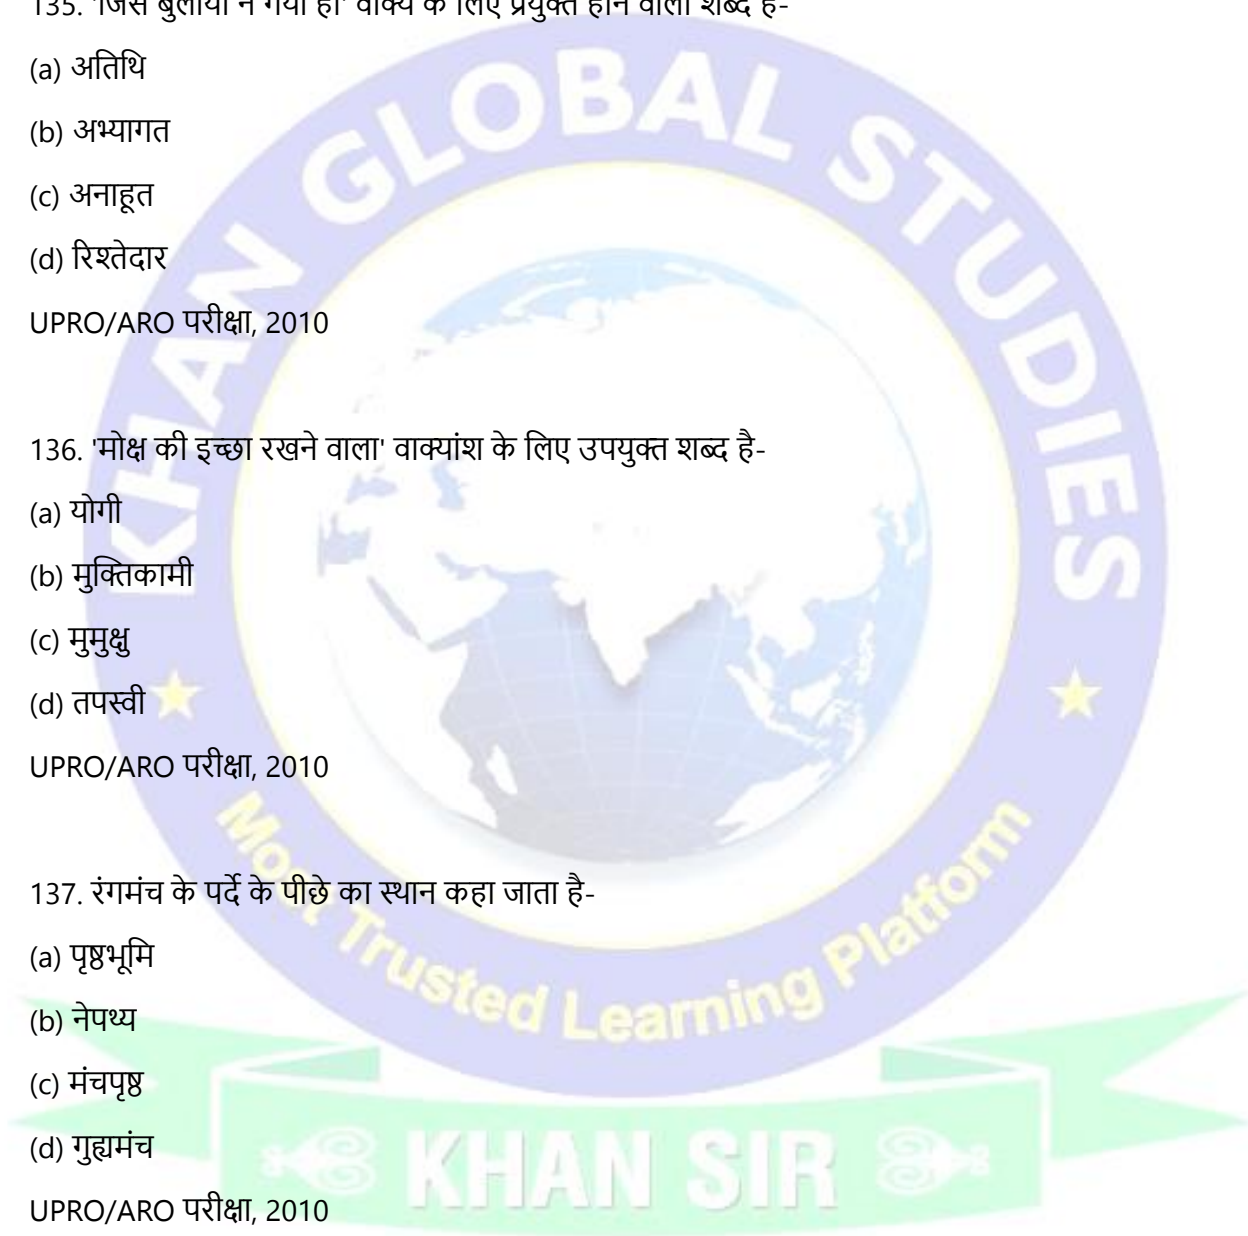 135. 'जिसे बुलाया न गया हो' वाक्य के लिए प्रयुक्त होने वाला शब्द है-
(a) अतिथि
(b) अभ्यागत
(c) अनाहूत
(d) रिश्तेदार
UPRO/ARO परीक्षा, 2010
136. 'मोक्ष की इच्छा रखने वाला' वाक्यांश के लिए उपयुक्त शब्द है-
(a) योगी
(b) मुक्तिकामी
(c) मुमुक्षु
(d) तपस्वी
UPRO/ARO परीक्षा, 2010
137. रंगमंच के पर्दे के पीछे का स्थान कहा जाता है-
(a) पृष्ठभूमि
(b) नेपथ्य
(c) मंचपृष्ठ
(d) गुह्यमंच
UPRO/ARO परीक्षा, 2010
KHAN GLOBAL STUDIES
Most Trusted Learning Platform
KHAN SIR